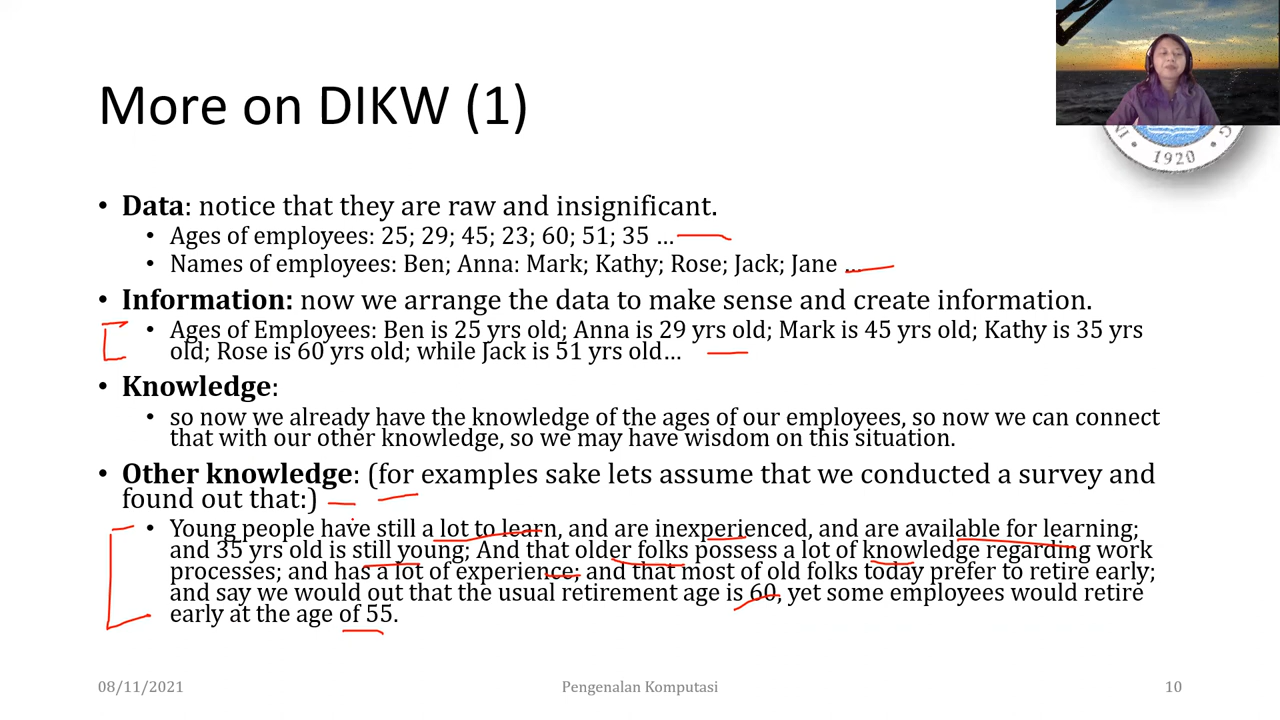 More on DIKW (1)
1920
• Data: notice that they are raw and insignificant.
• Ages of employees: 25; 29; 45; 23; 60; 51; 35 ...
• Names of employees: Ben; Anna: Mark; Kathy; Rose; Jack; Jane ...
• Information: now we arrange the data to make sense and create information.
• Ages of Employees: Ben is 25 yrs old; Anna is 29 yrs old; Mark is 45 yrs old; Kathy is 35 yrs
old; Rose is 60 yrs old; while Jack is 51 yrs old...
• Knowledge:
• so now we already have the knowledge of the ages of our employees, so now we can connect
that with our other knowledge, so we may have wisdom on this situation.
• Other knowledge: (for examples sake lets assume that we conducted a survey and
found out that:)
• Young people have still a lot to learn, and are inexperienced, and are available for learning;
and 35 yrs old is still young; And that older folks possess a lot of knowledge regarding work
processes; and has a lot of experience; and that most of old folks today prefer to retire early;
and say we would out that the usual retirement age is 60, yet some employees would retire
early at the age of 55.
08/11/2021
Pengenalan Komputasi
10